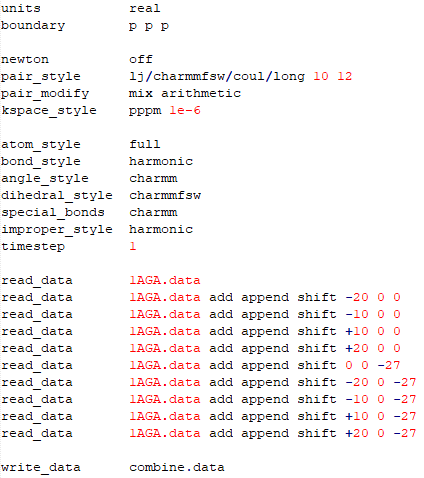 units real
boundary p p p
newton off
pair_style lj/charmmfsw/coul/long 10 12
pair_modify mix arithmetic
kspace_style pppm 1e-6
atom_style full
bond_style harmonic
angle_style charmm
dihedral_style charmmfsw
special_bonds charmm
improper_style harmonic
timestep 1
read_data 1AGA.data
read_data 1AGA.data add append shift -20 0 0
read_data 1AGA.data add append shift -10 0 0
read_data 1AGA.data add append shift +10 0 0
read_data 1AGA.data add append shift +20 0 0
read_data 1AGA.data add append shift 0 0 -27
read_data 1AGA.data add append shift -20 0 -27
read_data 1AGA.data add append shift -10 0 -27
read_data 1AGA.data add append shift +10 0 -27
read_data 1AGA.data add append shift +20 0 -27
write_data combine.data